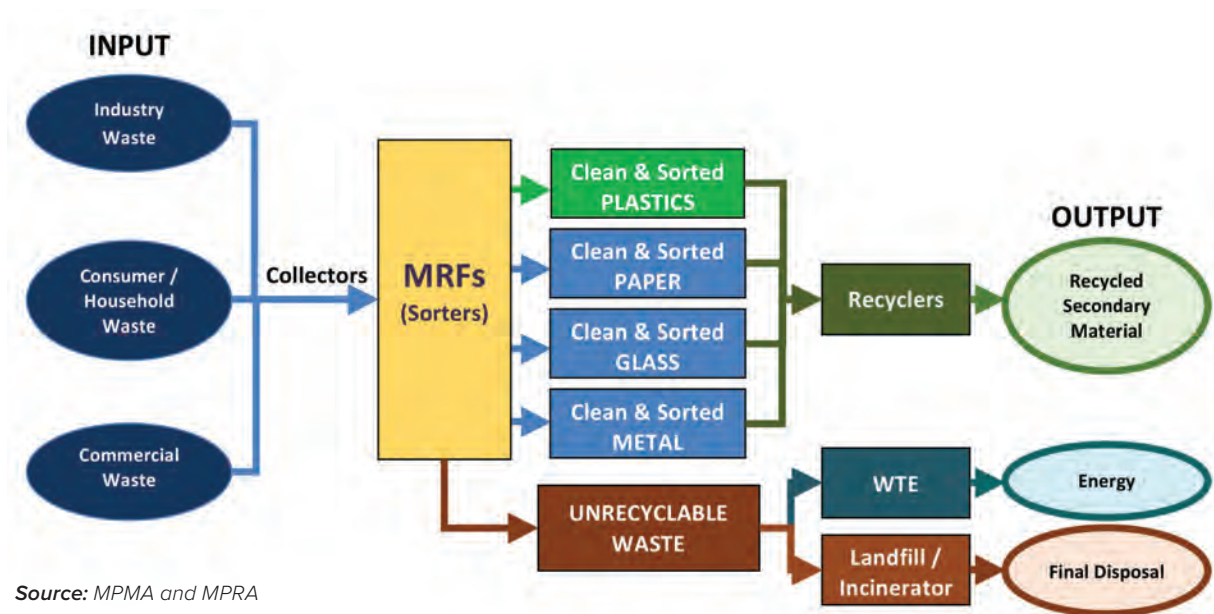 INPUT
Industry
Waste
Consumer /
Household
Waste
Commercial
Waste
Collectors
MRFs
(Sorters)
Clean & Sorted
PLASTICS
Clean & Sorted
PAPER
Clean & Sorted
GLASS
Clean & Sorted
METAL
UNRECYCLABLE
WASTE
Recyclers
WTE
Landfill /
Incinerator
OUTPUT
Recycled
Secondary
Material
Energy
Final Disposal
Source: MPMA and MPRA